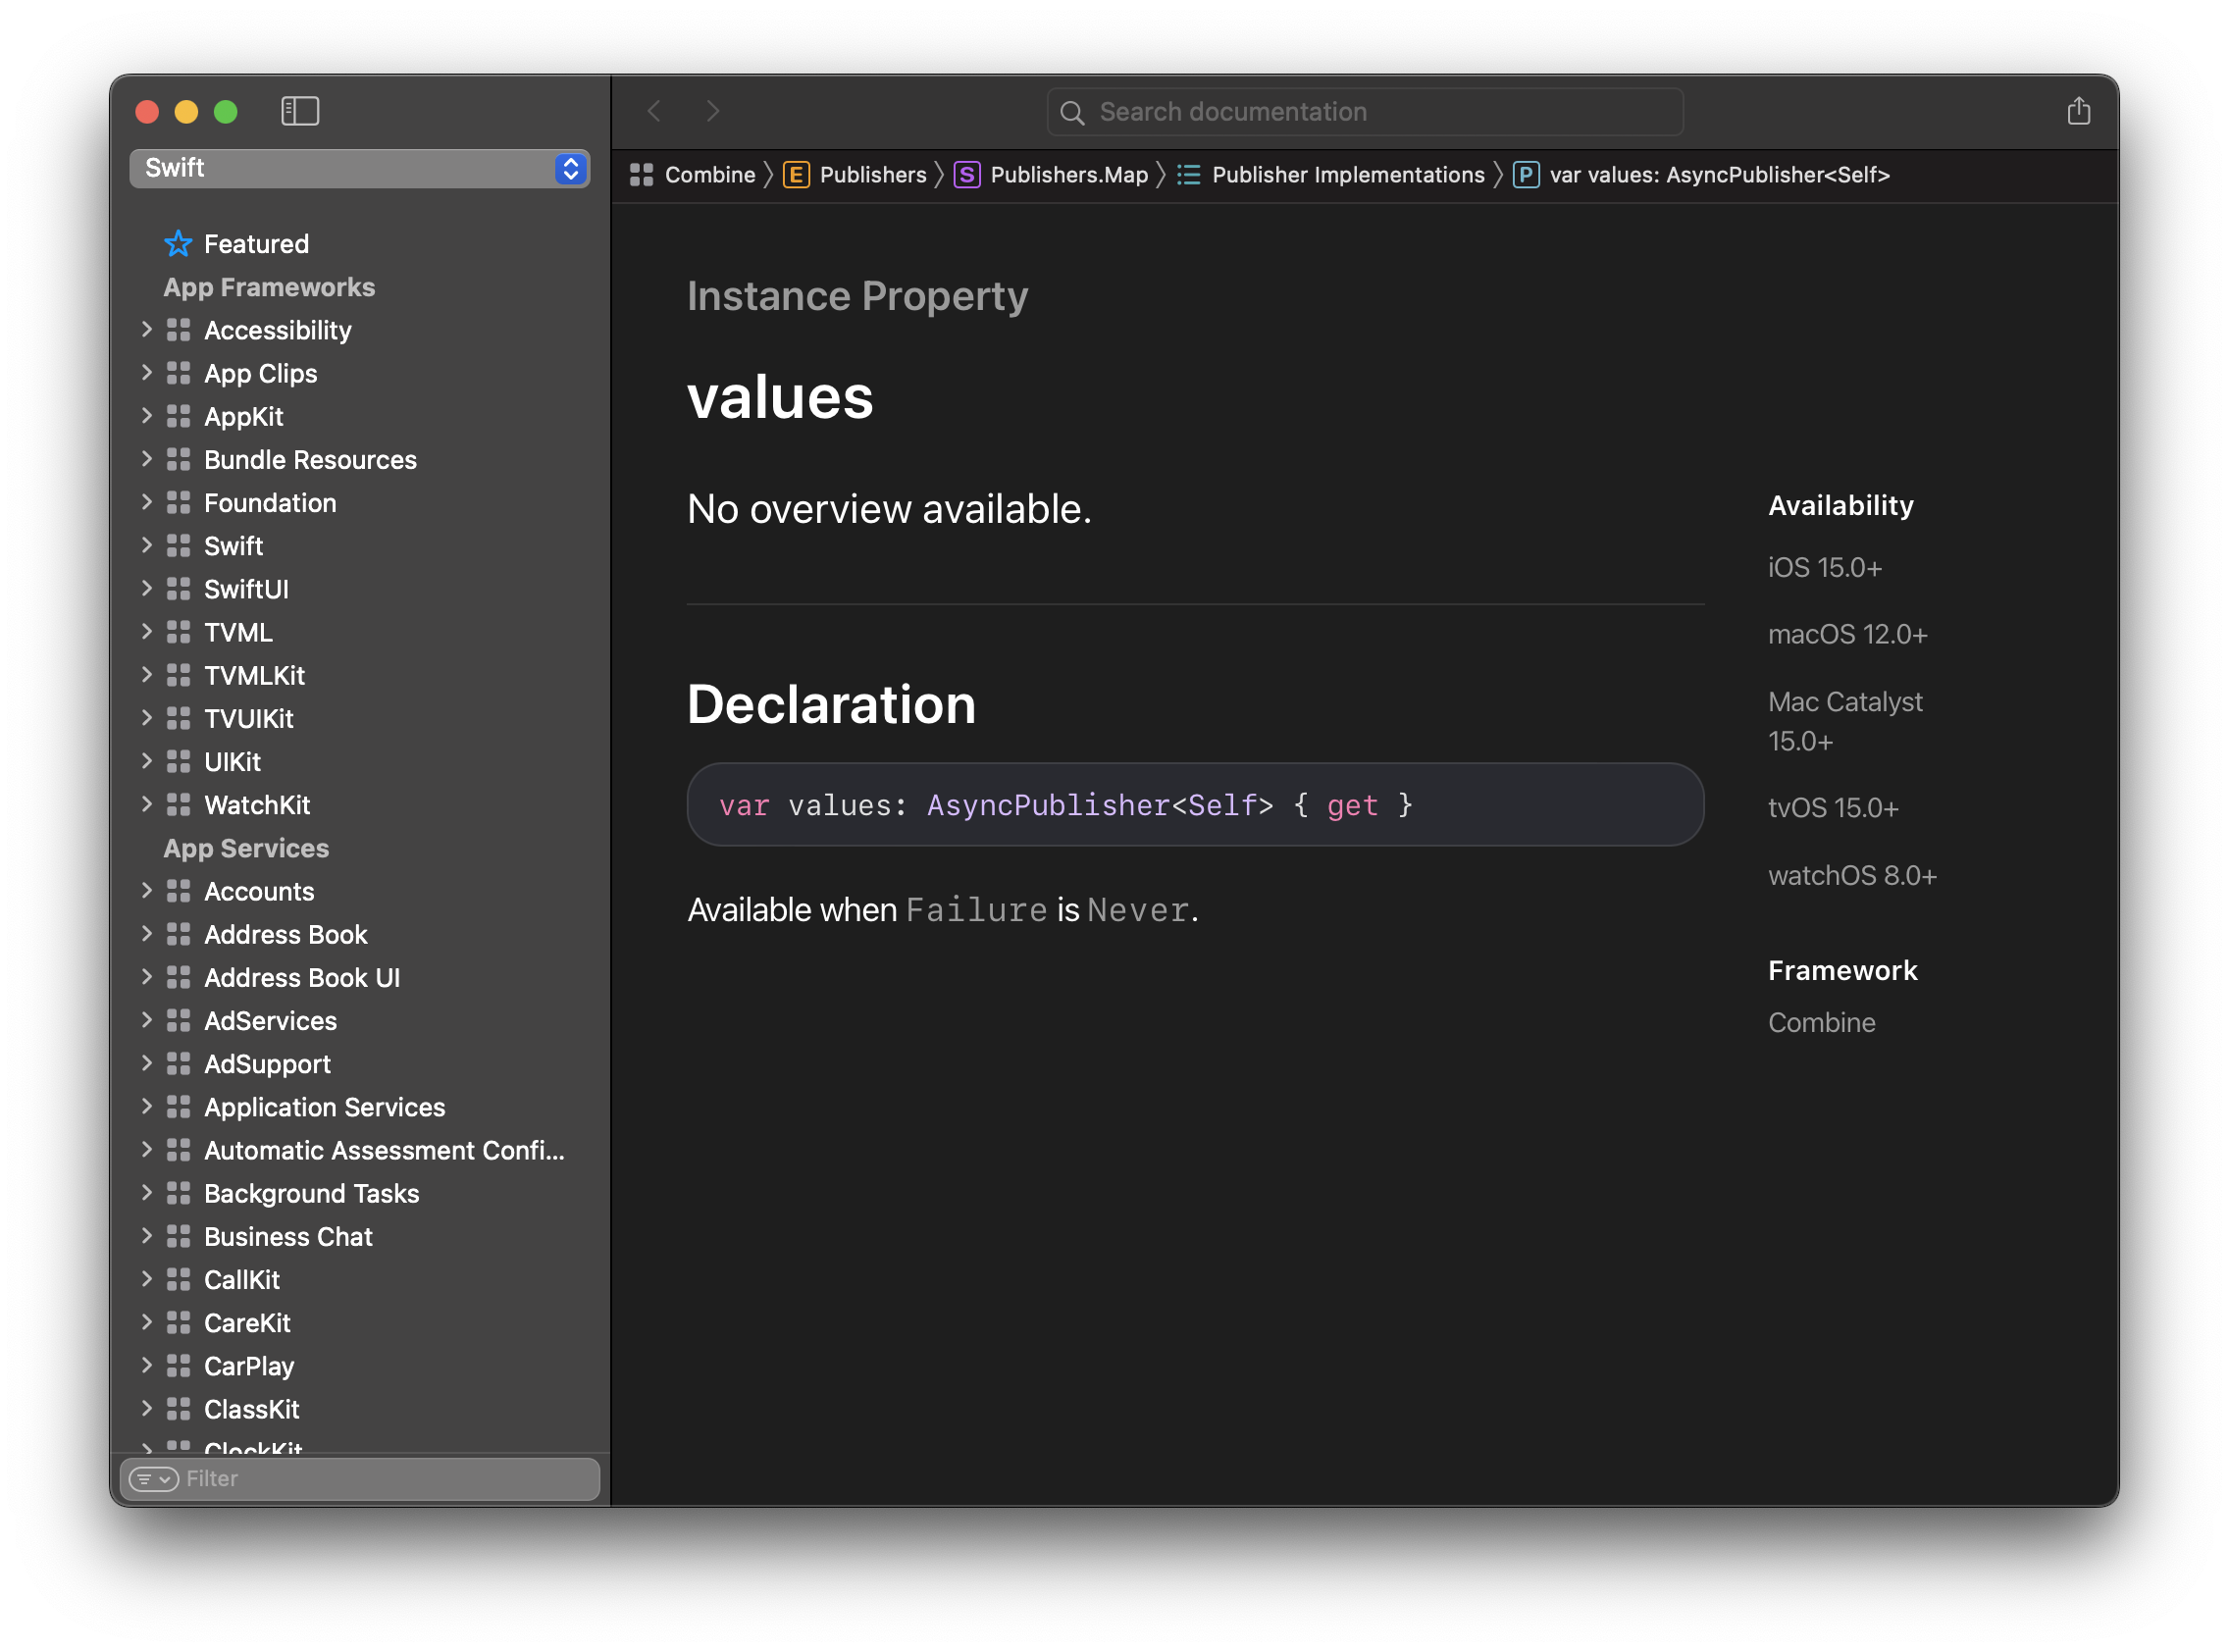 Swift
Featured
App Frameworks
Accessibility
App Clips
AppKit
Bundle Resources
Foundation
Swift
SwiftUI
TVML
TVMLKit
TVUIKit
UIKit
WatchKit
App Services
Accounts
Address Book
Address Book UI
AdServices
AdSupport
Application Services
Automatic Assessment Confi...
Background Tasks
Business Chat
CallKit
CareKit
CarPlay
ClassKit
ClockKit
Filter
Search documentation
Combine 〉 E Publishers 〉 S Publishers.Map 〉 Publisher Implementations 〉 P var values: AsyncPublisher<Self>
Instance Property
values
No overview available.
Declaration
var values: AsyncPublisher<Self> { get }
Available when Failure is Never.
Availability
iOS 15.0+
macOS 12.0+
Mac Catalyst
15.0+
tvOS 15.0+
watchOS 8.0+
Framework
Combine